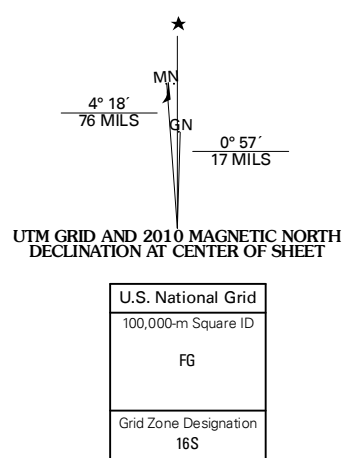 MN
4° 18´
76 MILS
GN
0° 57´
17 MILS
UTM GRID AND 2010 MAGNETIC NORTH
DECLINATION AT CENTER OF SHEET
U.S. National Grid
100,000-m Square ID
FG
Grid Zone Designation
16S